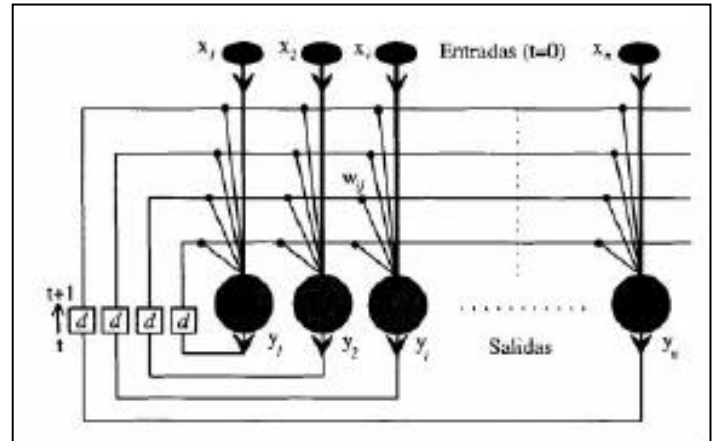 x₁ x₂ xᵢ Entradas (t=0) xₙ
wᵢⱼ
t+1
d d d d
t
y₁ y₂ yᵢ Salidas yₙ